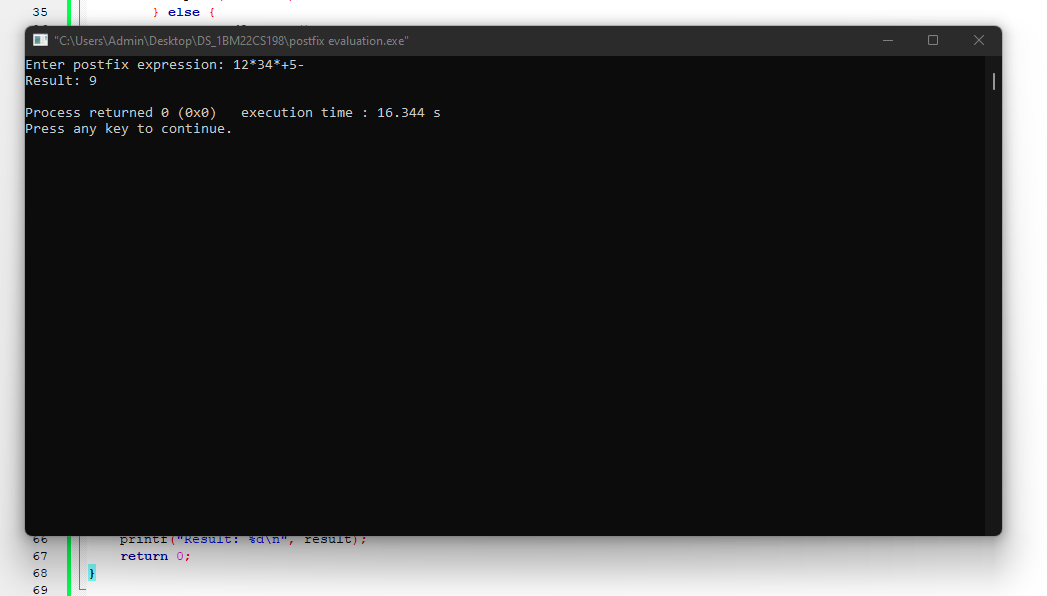 35 } else {
"C:\Users\Admin\Desktop\DS_1BM22CS198\postfix evaluation.exe"
Enter postfix expression: 12*34*+5-
Result: 9
Process returned 0 (0x0)   execution time : 16.344 s
Press any key to continue.
66 printf("Result: %d\n", result);
67 return 0;
68 }
69